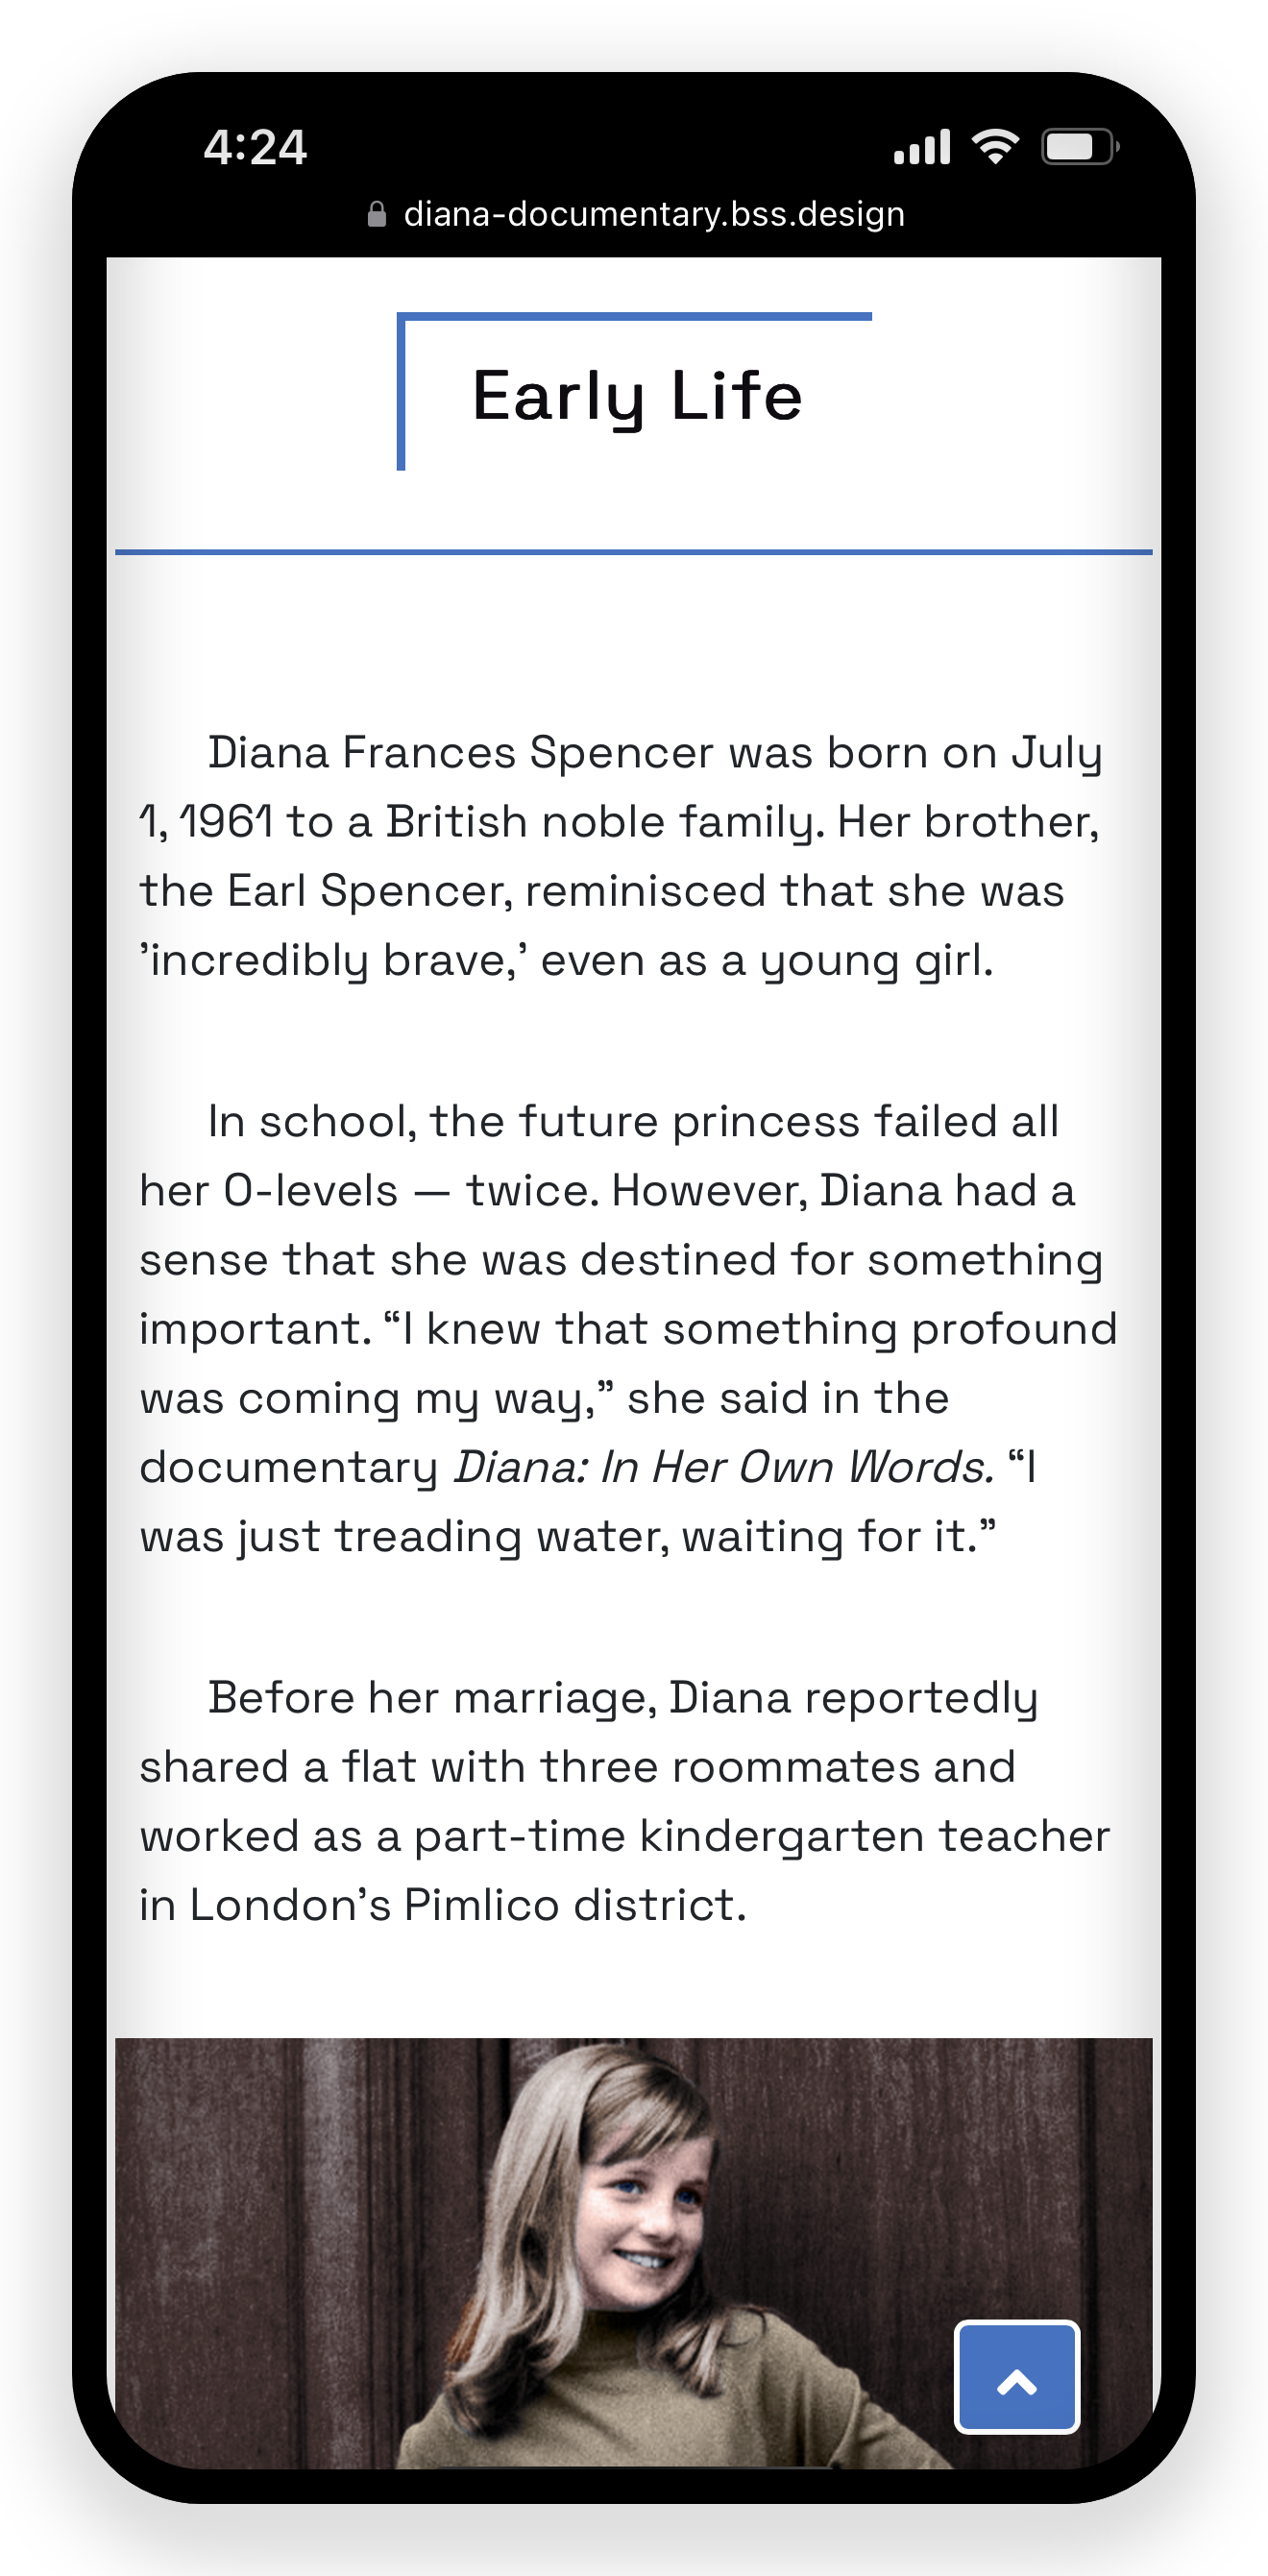 4:24
diana-documentary.bss.design
Early Life
Diana Frances Spencer was born on July
1, 1961 to a British noble family. Her brother,
the Earl Spencer, reminisced that she was
’incredibly brave,’ even as a young girl.
In school, the future princess failed all
her O-levels — twice. However, Diana had a
sense that she was destined for something
important. “I knew that something profound
was coming my way,” she said in the
documentary Diana: In Her Own Words. “I
was just treading water, waiting for it.”
Before her marriage, Diana reportedly
shared a flat with three roommates and
worked as a part-time kindergarten teacher
in London’s Pimlico district.